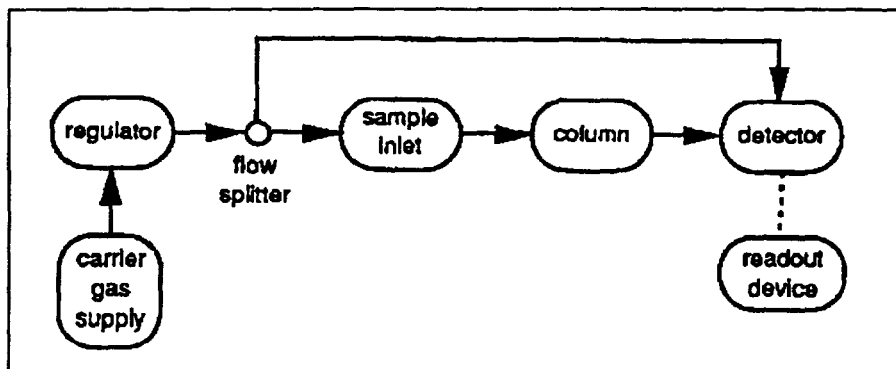 regulator
flow
splitter
sample
inlet
column
detector
carrier
gas
supply
readout
device